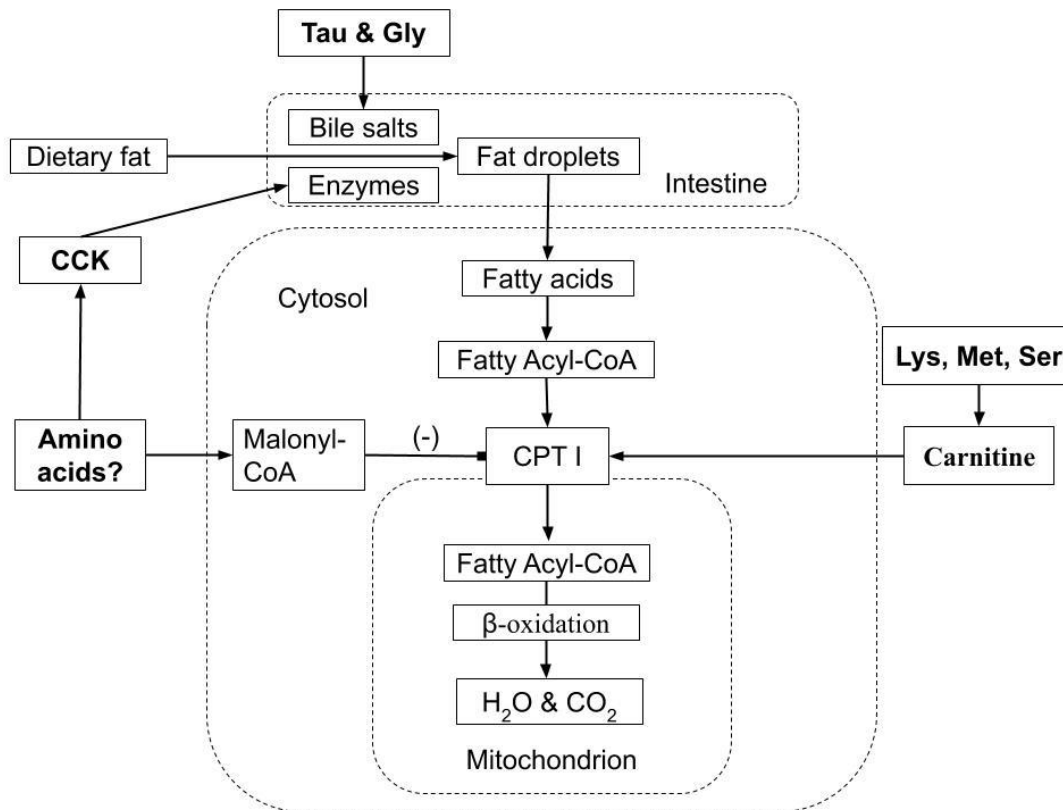 Tau & Gly
Bile salts
Dietary fat
Fat droplets
Enzymes
Intestine
CCK
Cytosol
Fatty acids
Fatty Acyl-CoA
Lys, Met, Ser
Amino
acids?
Malonyl-
CoA
(-)
CPT I
Carnitine
Fatty Acyl-CoA
β-oxidation
H₂O & CO₂
Mitochondrion